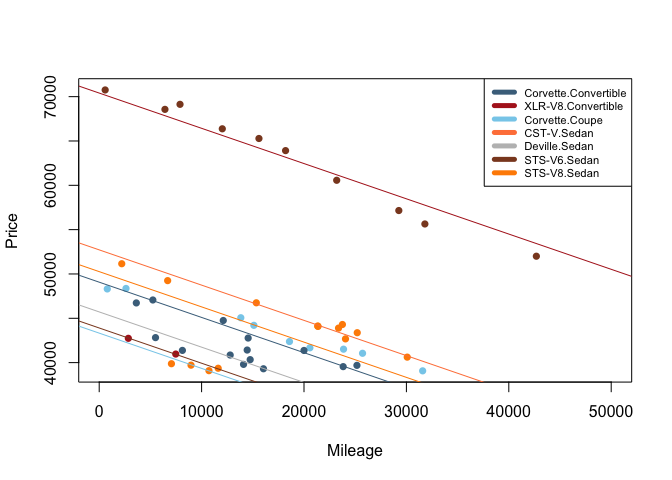 Corvette.Convertible
XLR-V8.Convertible
Corvette.Coupe
CST-V.Sedan
Deville.Sedan
STS-V6.Sedan
STS-V8.Sedan
70000
60000
50000
40000
Price
0 10000 20000 30000 40000 50000
Mileage